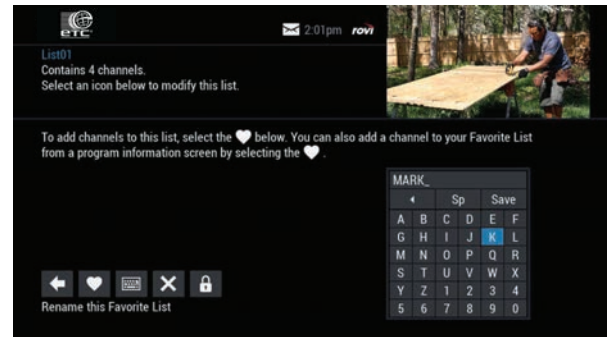 etc
2:01pm rovi
List01
Contains 4 channels.
Select an icon below to modify this list.
To add channels to this list, select the below. You can also add a channel to your Favorite List
from a program information screen by selecting the .
MARK_
Sp Save
A B C D E F
G H I J K L
M N O P Q R
S T U V W X
Y Z 1 2 3 4
5 6 7 8 9 0
Rename this Favorite List